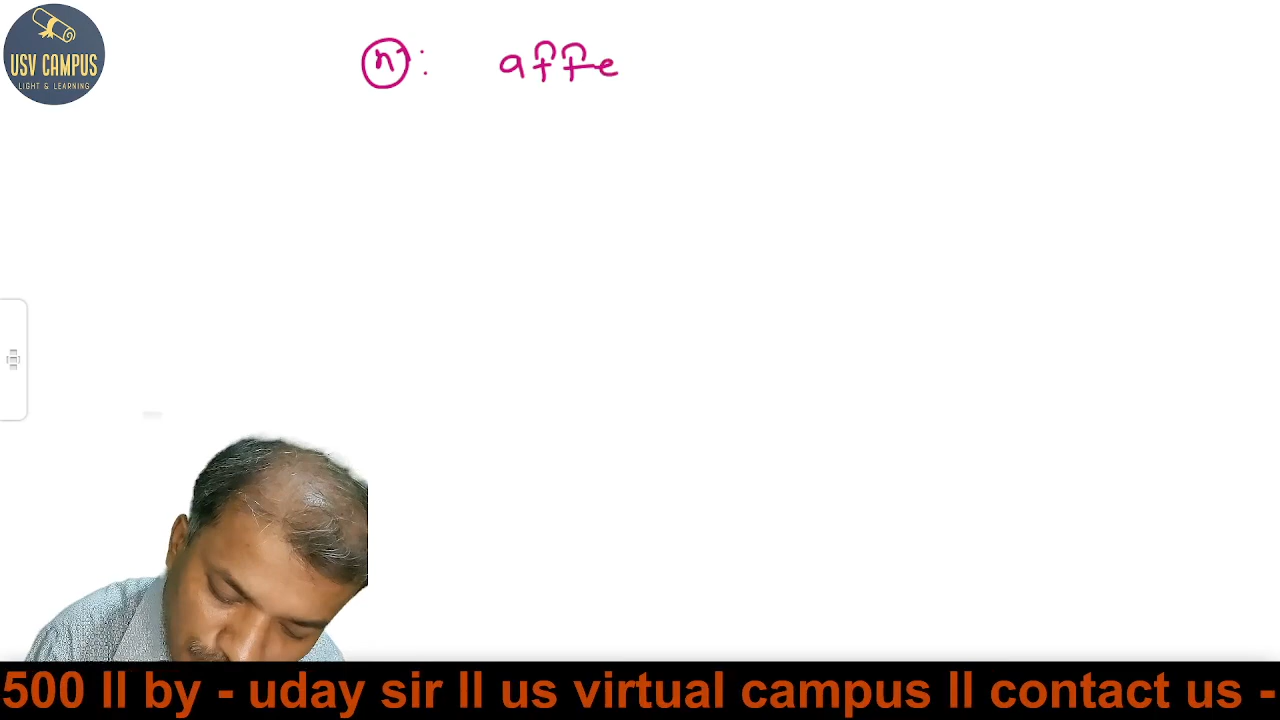 USV CAMPUS
LIGHT & LEARNING
n : affe
500 ll by - uday sir ll us virtual campus ll contact us -